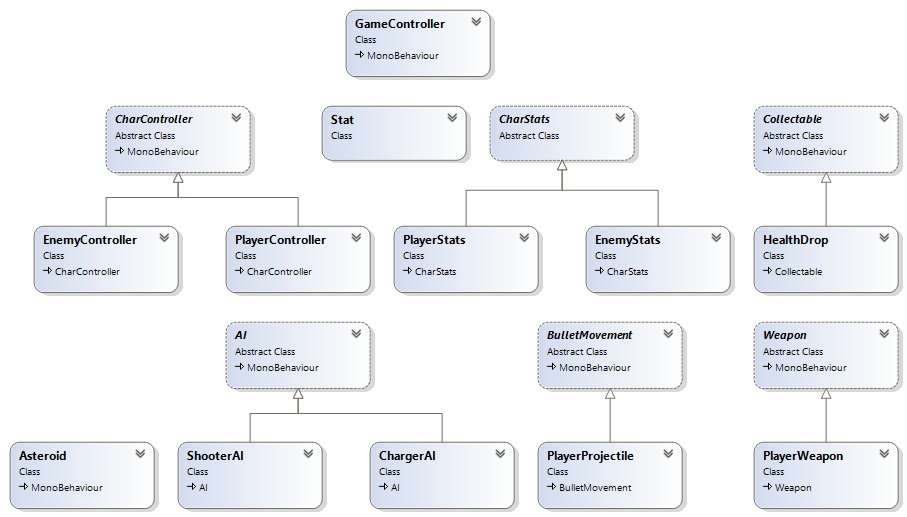 GameController
Class
MonoBehaviour
CharController
Abstract Class
MonoBehaviour
Stat
Class
CharStats
Abstract Class
Collectable
Abstract Class
MonoBehaviour
EnemyController
Class
CharController
PlayerController
Class
CharController
PlayerStats
Class
CharStats
EnemyStats
Class
CharStats
HealthDrop
Class
Collectable
AI
Abstract Class
MonoBehaviour
BulletMovement
Abstract Class
MonoBehaviour
Weapon
Abstract Class
MonoBehaviour
Asteroid
Class
MonoBehaviour
ShooterAI
Class
AI
ChargerAI
Class
AI
PlayerProjectile
Class
BulletMovement
PlayerWeapon
Class
Weapon